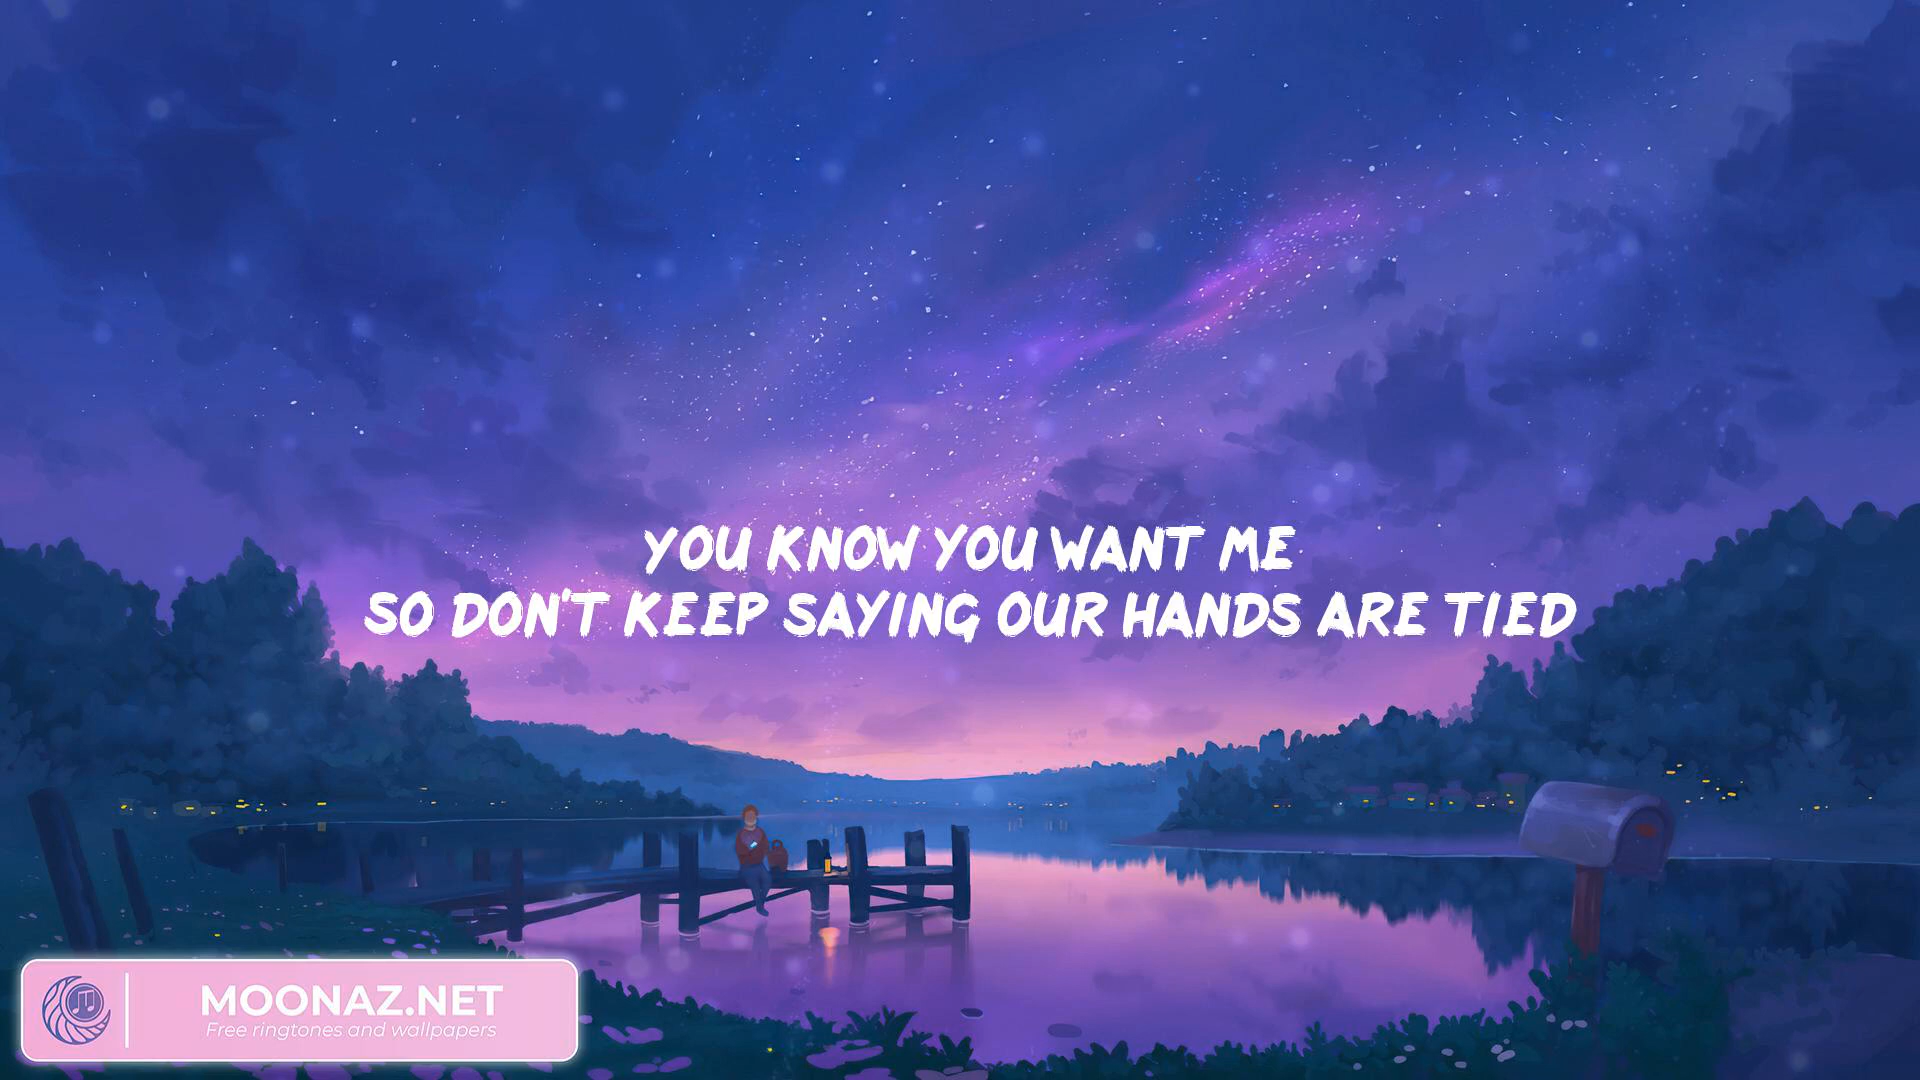 YOU KNOW YOU WANT ME
SO DON'T KEEP SAYING OUR HANDS ARE TIED
MOONAZ.NET
Free ringtones and wallpapers